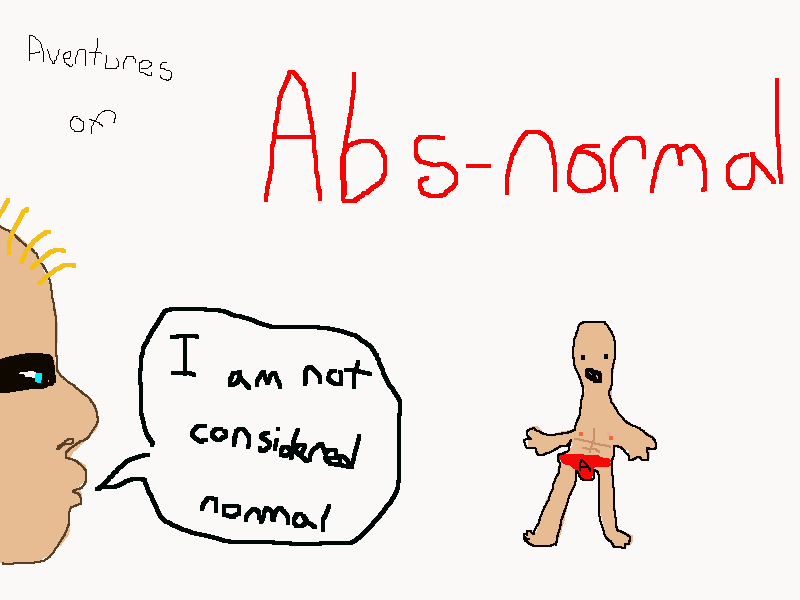 Aventures
of
Abs-normal
I am not
considered
normal
A